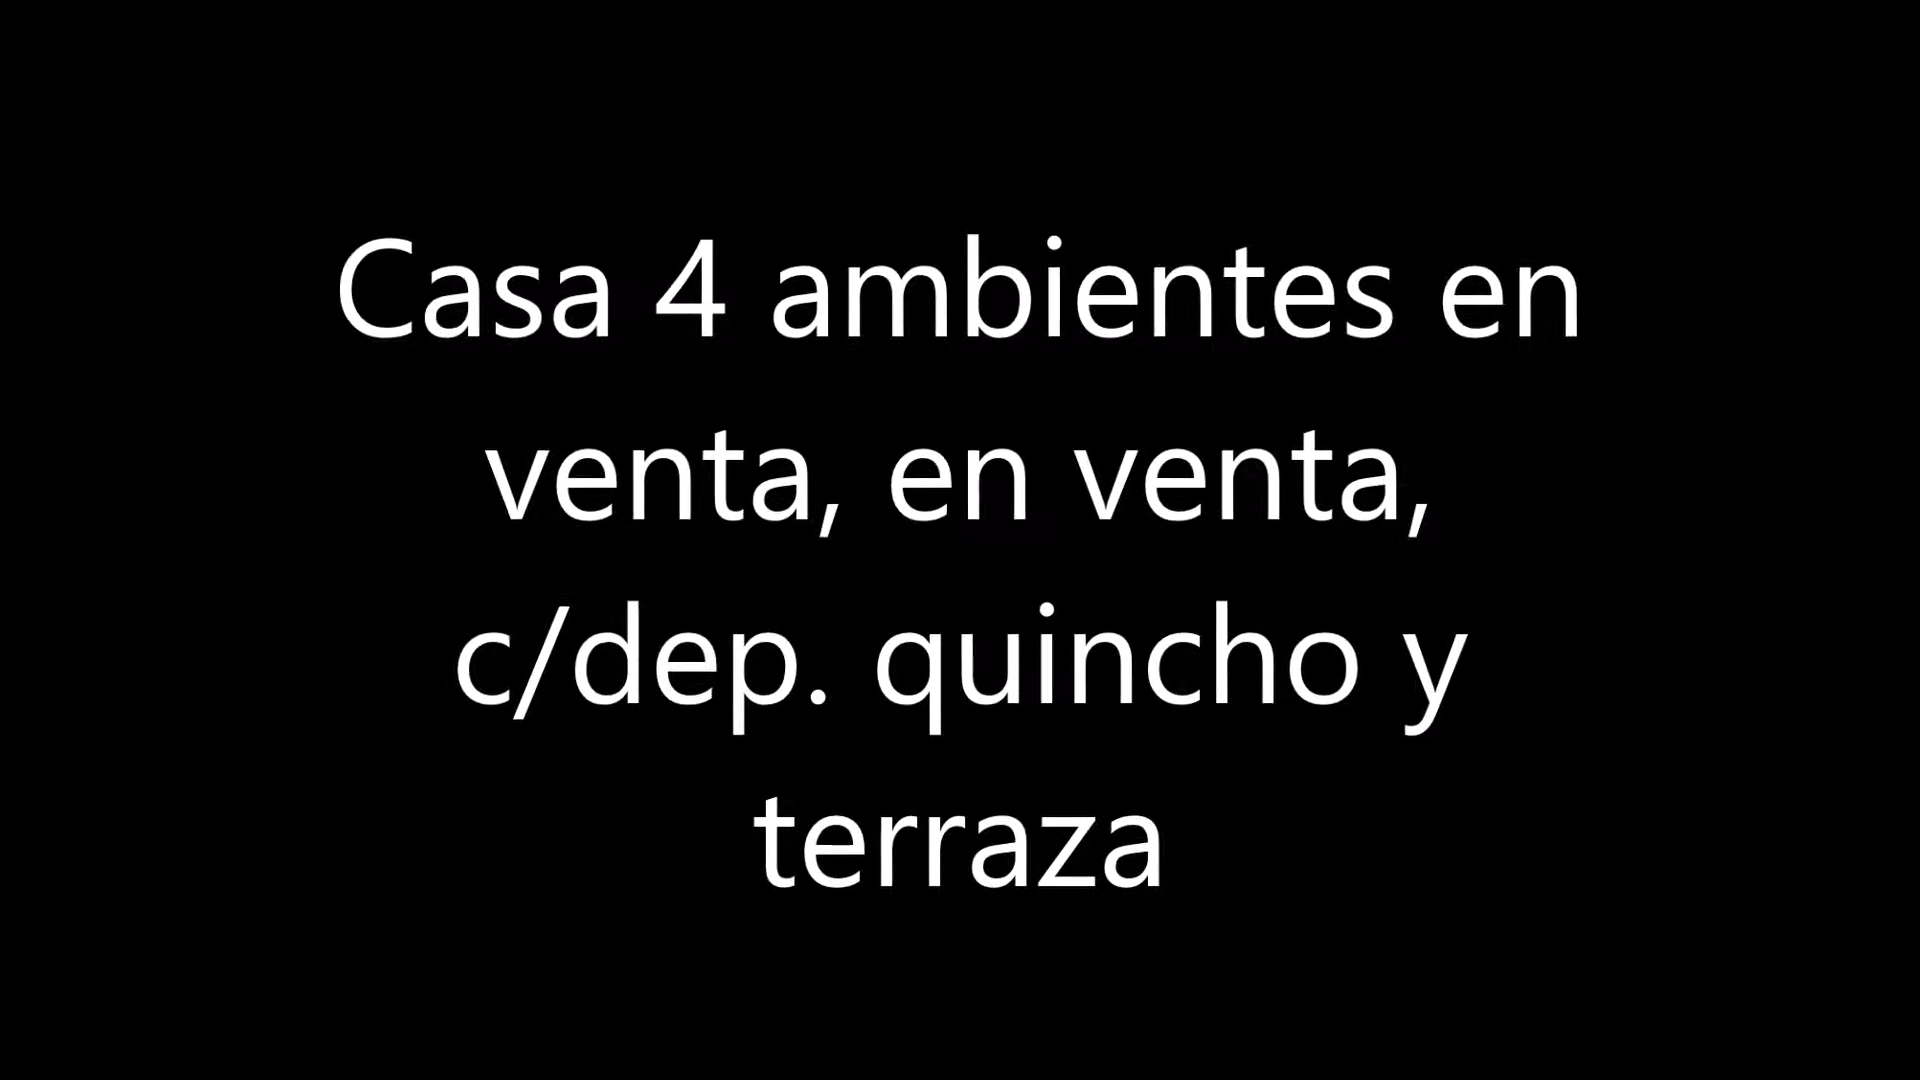 Casa 4 ambientes en
venta, en venta,
c/dep. quincho y
terraza